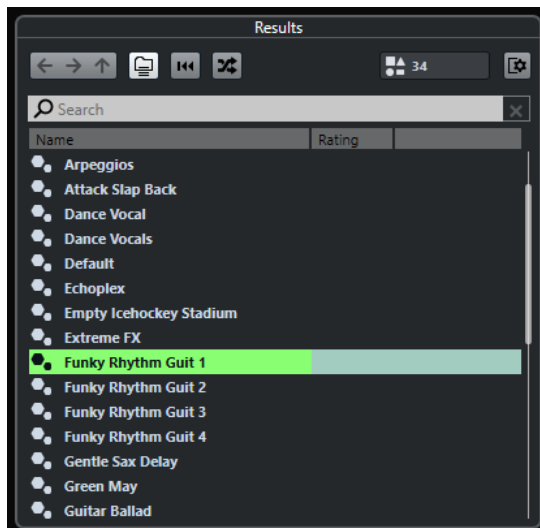 Results
34
Search
Name Rating
Arpeggios
Attack Slap Back
Dance Vocal
Dance Vocals
Default
Echoplex
Empty Icehockey Stadium
Extreme FX
Funky Rhythm Guit 1
Funky Rhythm Guit 2
Funky Rhythm Guit 3
Funky Rhythm Guit 4
Gentle Sax Delay
Green May
Guitar Ballad